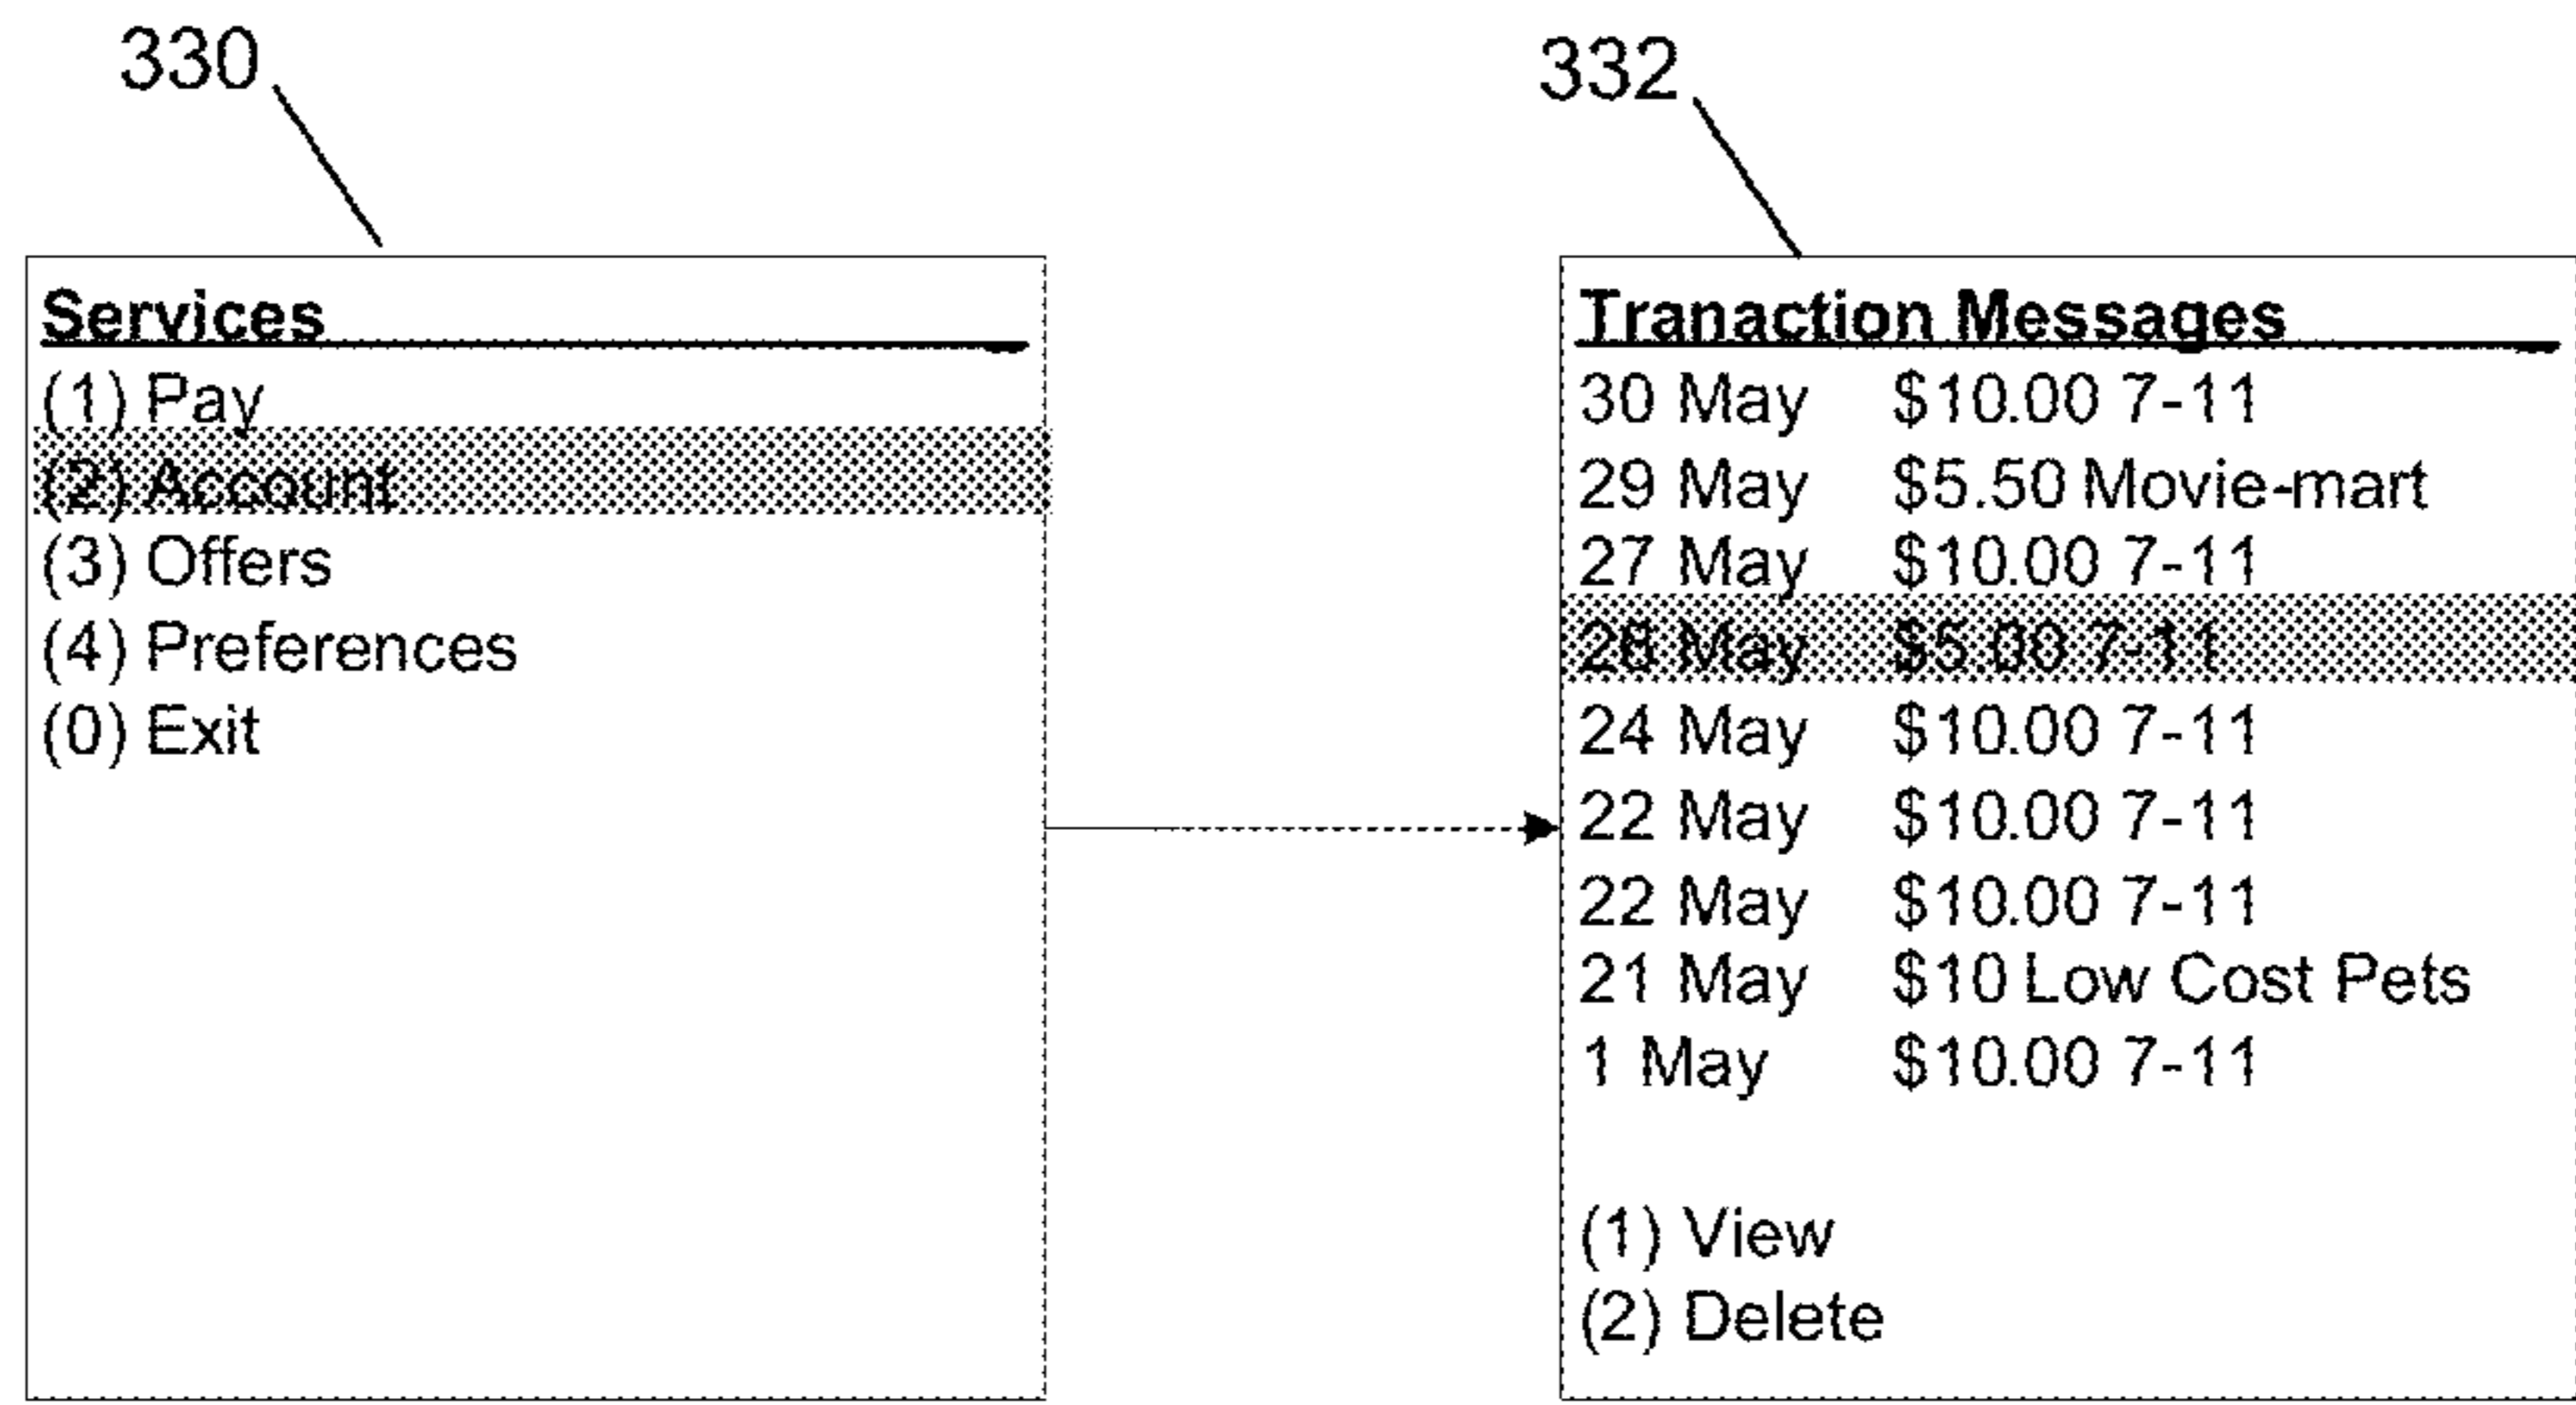 330
332
Services
(1) Pay
(2) Account
(3) Offers
(4) Preferences
(0) Exit
Tranaction Messages
30 May $10.00 7-11
29 May $5.50 Movie-mart
27 May $10.00 7-11
26 May $5.00 7-11
24 May $10.00 7-11
22 May $10.00 7-11
22 May $10.00 7-11
21 May $10 Low Cost Pets
1 May $10.00 7-11
(1) View
(2) Delete